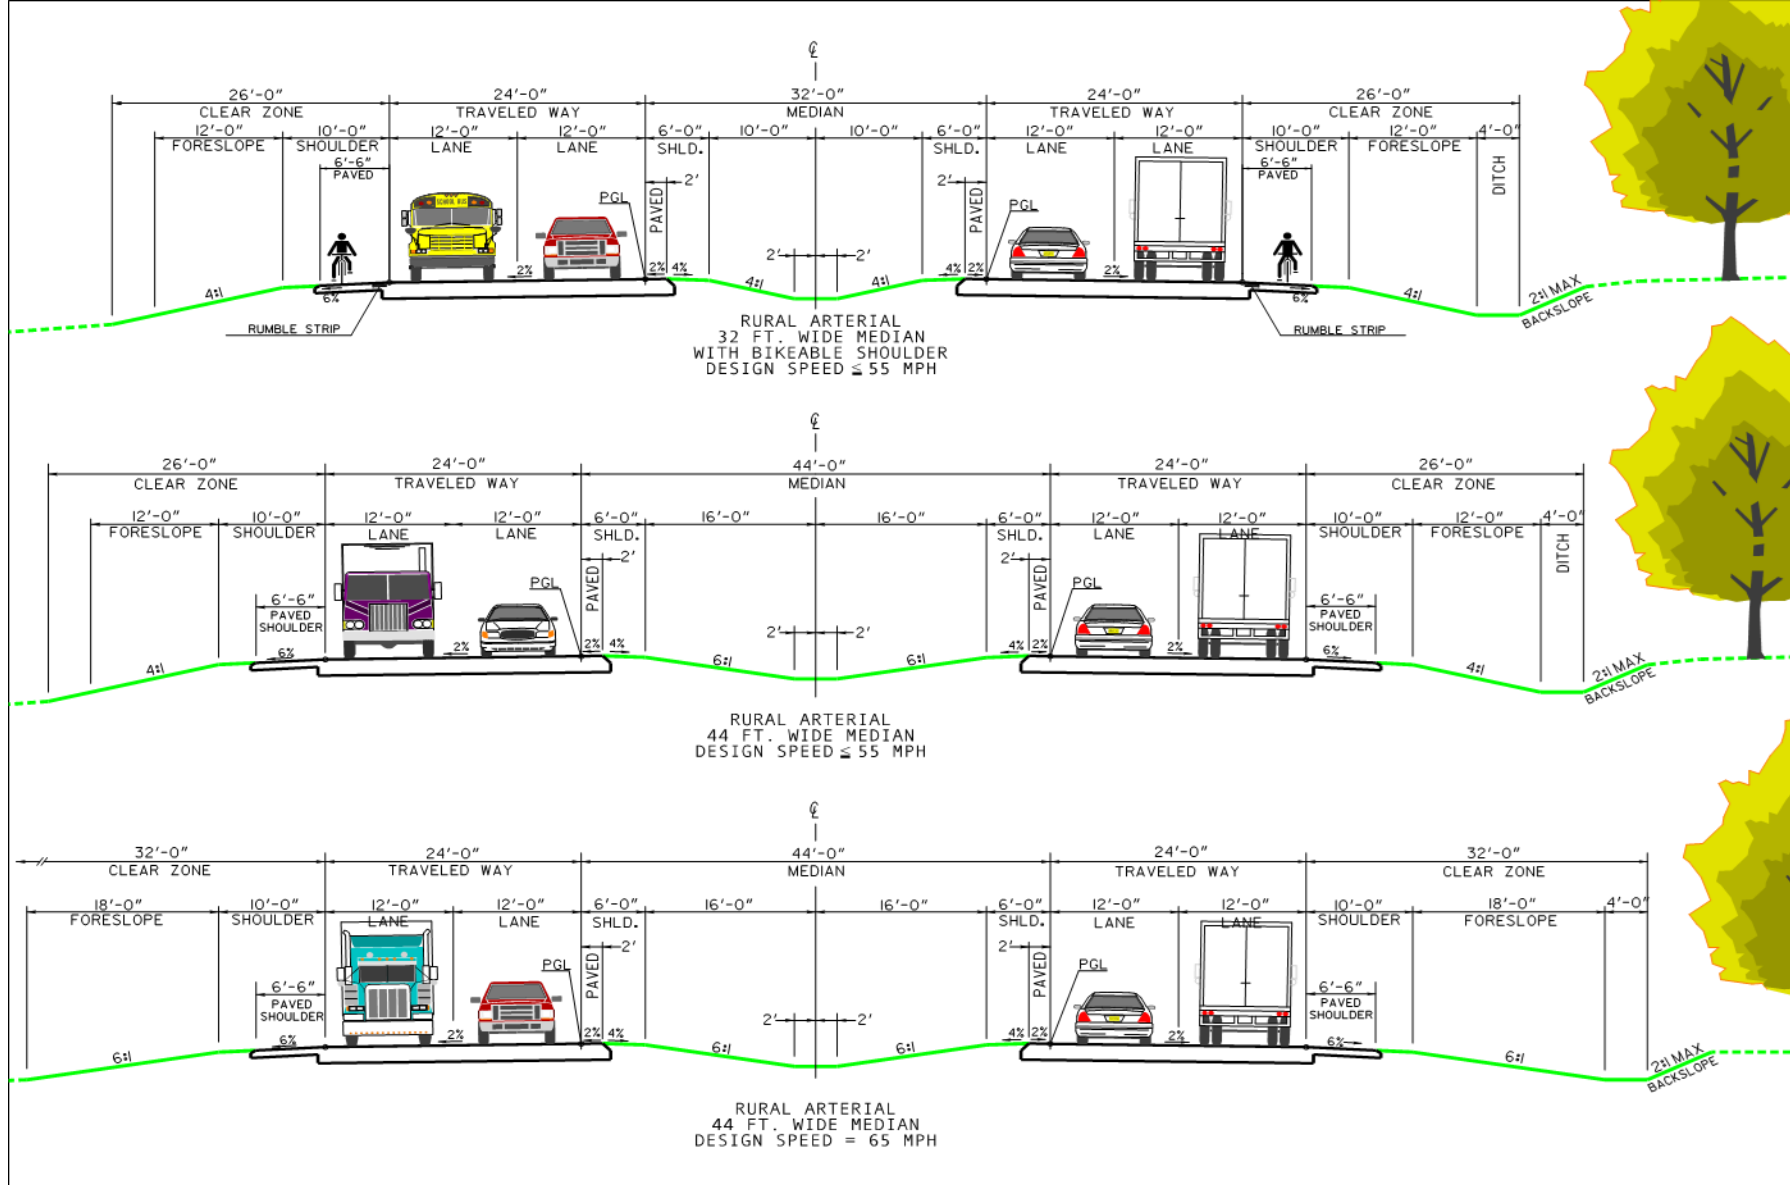 ℄
26'-0" 24'-0" 32'-0" 24'-0" 26'-0"
CLEAR ZONE TRAVELED WAY MEDIAN TRAVELED WAY CLEAR ZONE
12'-0" 10'-0" 12'-0" 12'-0" 6'-0" 10'-0" 10'-0" 6'-0" 12'-0" 12'-0" 10'-0" 12'-0" 4'-0"
FORESLOPE SHOULDER LANE LANE SHLD. SHLD. LANE LANE SHOULDER FORESLOPE
6'-6" 6'-6"
PAVED PAVED
DITCH
2' 2'
PAVED PAVED
SCHOOL BUS
PGL PGL
2' 2'
2% 2% 4% 4% 2% 2%
4:1 6% 4:1 4:1 6% 4:1
2:1 MAX
BACKSLOPE
RUMBLE STRIP RUMBLE STRIP
RURAL ARTERIAL
32 FT. WIDE MEDIAN
WITH BIKEABLE SHOULDER
DESIGN SPEED ≤ 55 MPH
℄
26'-0" 24'-0" 44'-0" 24'-0" 26'-0"
CLEAR ZONE TRAVELED WAY MEDIAN TRAVELED WAY CLEAR ZONE
12'-0" 10'-0" 12'-0" 12'-0" 6'-0" 16'-0" 16'-0" 6'-0" 12'-0" 12'-0" 10'-0" 12'-0" 4'-0"
FORESLOPE SHOULDER LANE LANE SHLD. SHLD. LANE LANE SHOULDER FORESLOPE
DITCH
2' 2'
PAVED PAVED
PGL PGL
6'-6" 6'-6"
PAVED PAVED
SHOULDER SHOULDER
2' 2'
6% 2% 2% 4% 4% 2% 2% 6%
4:1 6:1 6:1 4:1
2:1 MAX
BACKSLOPE
RURAL ARTERIAL
44 FT. WIDE MEDIAN
DESIGN SPEED ≤ 55 MPH
℄
32'-0" 24'-0" 44'-0" 24'-0" 32'-0"
CLEAR ZONE TRAVELED WAY MEDIAN TRAVELED WAY CLEAR ZONE
18'-0" 10'-0" 12'-0" 12'-0" 6'-0" 16'-0" 16'-0" 6'-0" 12'-0" 12'-0" 10'-0" 18'-0" 4'-0"
FORESLOPE SHOULDER LANE LANE SHLD. SHLD. LANE LANE SHOULDER FORESLOPE
2' 2'
PAVED PAVED
PGL PGL
6'-6" 6'-6"
PAVED PAVED
SHOULDER SHOULDER
2' 2'
6% 2% 2% 4% 4% 2% 2% 6%
6:1 6:1 6:1 6:1
2:1 MAX
BACKSLOPE
RURAL ARTERIAL
44 FT. WIDE MEDIAN
DESIGN SPEED = 65 MPH